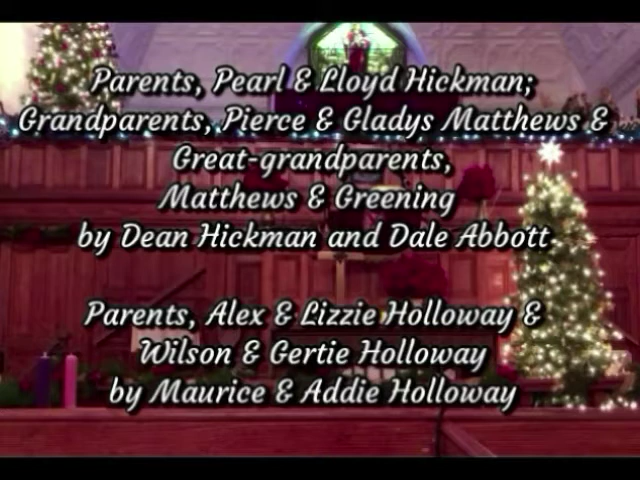 Parents, Pearl & Lloyd Hickman;
Grandparents, Pierce & Gladys Matthews &
Great-grandparents,
Matthews & Greening
by Dean Hickman and Dale Abbott
Parents, Alex & Lizzie Holloway &
Wilson & Gertie Holloway
by Maurice & Addie Holloway